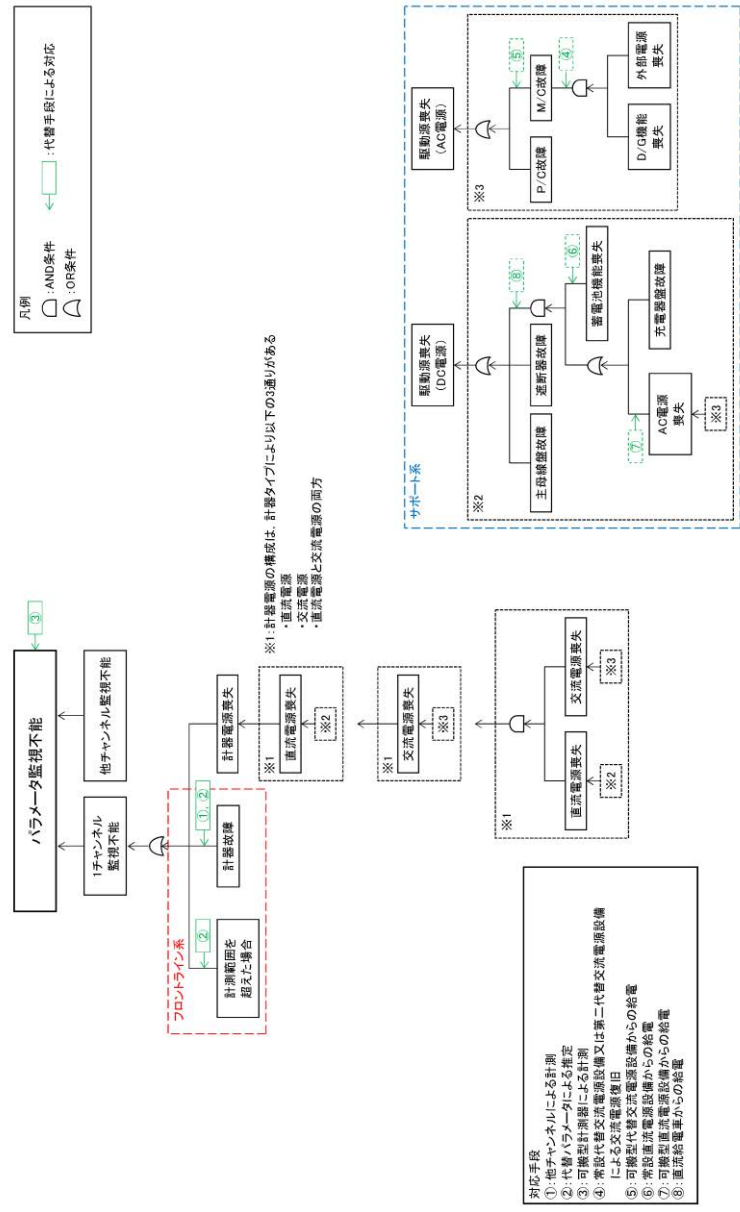 凡例
:AND条件
:OR条件
:代替手段による対応
パラメータ監視不能
③
1チャンネル
監視不能
他チャンネル監視不能
フロントライン系
②
①,②
計測範囲を
超えた場合
計器故障
計器電源喪失
※1:計器電源の構成は,計器タイプにより以下の3通りがある
・直流電源
・交流電源
・直流電源と交流電源の両方
※1
直流電源喪失
※2
※1
交流電源喪失
※3
※1
直流電源喪失
※2
交流電源喪失
※3
サポート系
駆動源喪失
(DC電源)
※2
主母線盤故障
遮断器故障
⑧
⑥
蓄電池機能喪失
⑦
AC電源
喪失
※3
充電器盤故障
駆動源喪失
(AC電源)
※3
P/C故障
⑤
M/C故障
④
D/G機能
喪失
外部電源
喪失
対応手段
①:他チャンネルによる計測
②:代替パラメータによる推定
③:可搬型計測器による計測
④:常設代替交流電源設備又は第二代替交流電源設備
による交流電源復旧
⑤:可搬型代替交流電源設備からの給電
⑥:常設直流電源設備からの給電
⑦:可搬型直流電源設備からの給電
⑧:直流給電車からの給電